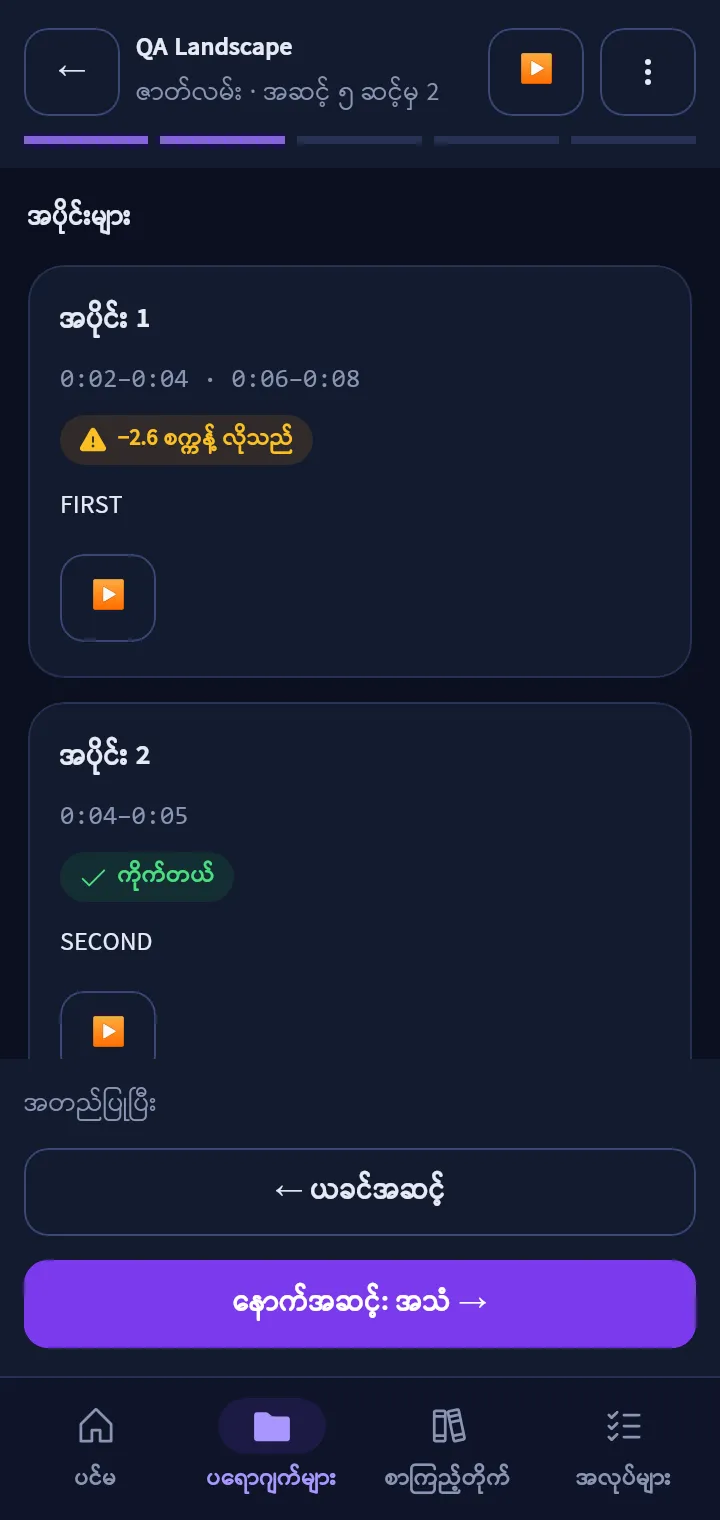 ←
QA Landscape
ဇာတ်လမ်း · အဆင့် ၅ ဆင့်မှ 2
အပိုင်းများ
အပိုင်း 1
0:02–0:04 · 0:06–0:08
−2.6 စက္ကန့် လိုသည်
FIRST
အပိုင်း 2
0:04–0:05
ကိုက်တယ်
SECOND
အတည်ပြုပြီး
← ယခင်အဆင့်
နောက်အဆင့်: အသံ →
ပင်မ
ပရောဂျက်များ
စာကြည့်တိုက်
အလုပ်များ